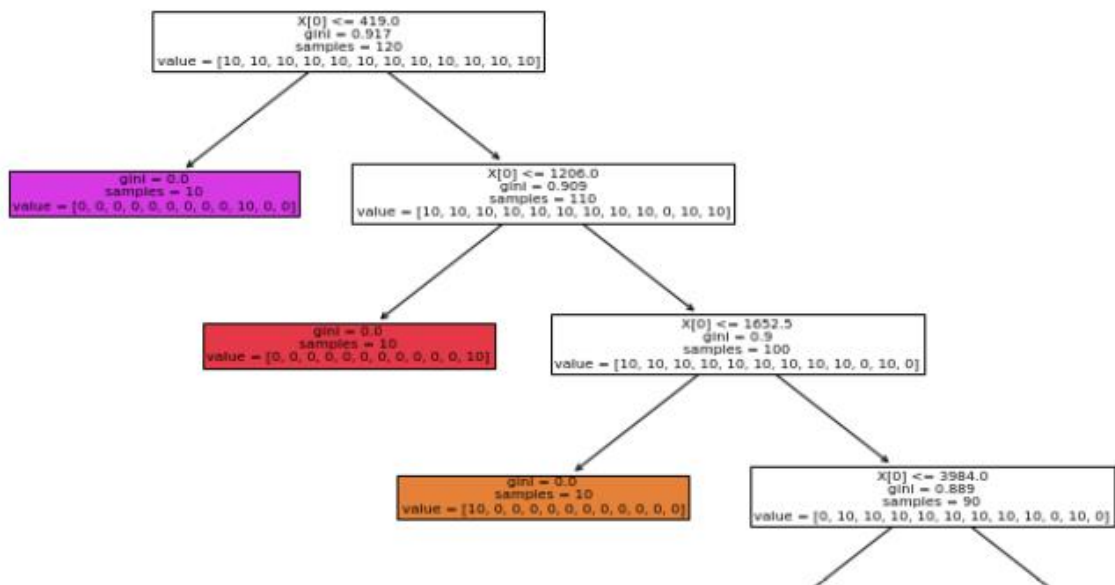 X[0] <= 419.0
gini = 0.917
samples = 120
value = [10, 10, 10, 10, 10, 10, 10, 10, 10, 10, 10, 10]
gini = 0.0
samples = 10
value = [0, 0, 0, 0, 0, 0, 0, 0, 0, 10, 0, 0]
X[0] <= 1206.0
gini = 0.909
samples = 110
value = [10, 10, 10, 10, 10, 10, 10, 10, 10, 0, 10, 10]
gini = 0.0
samples = 10
value = [0, 0, 0, 0, 0, 0, 0, 0, 0, 0, 0, 10]
X[0] <= 1652.5
gini = 0.9
samples = 100
value = [10, 10, 10, 10, 10, 10, 10, 10, 10, 0, 10, 0]
gini = 0.0
samples = 10
value = [10, 0, 0, 0, 0, 0, 0, 0, 0, 0, 0, 0]
X[0] <= 3984.0
gini = 0.889
samples = 90
value = [0, 10, 10, 10, 10, 10, 10, 10, 10, 0, 10, 0]